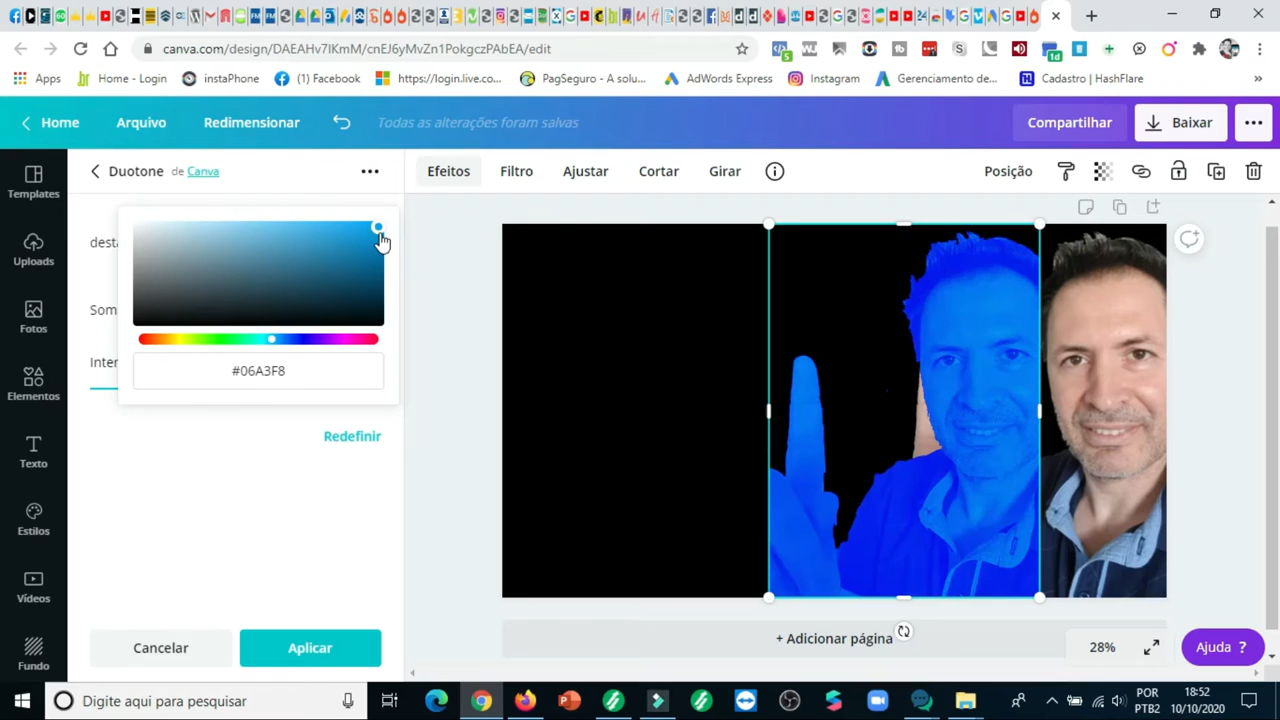 canva.com/design/DAEAHv7IKmM/cnEJ6yMvZn1PokgczPAbEA/edit
5
1d
Apps
Home - Login
instaPhone
(1) Facebook
https://login.live.co...
PagSeguro - A solu...
AdWords Express
Instagram
Gerenciamento de...
Cadastro | HashFlare
Home
Arquivo
Redimensionar
Todas as alterações foram salvas
Compartilhar
Baixar
Templates
Uploads
Fotos
Elementos
Texto
Estilos
Vídeos
Fundo
Duotone de Canva
Efeitos
Filtro
Ajustar
Cortar
Girar
Posição
desta
Som
Inter
#06A3F8
Redefinir
Cancelar
Aplicar
+ Adicionar página
28%
Ajuda ?
Digite aqui para pesquisar
POR
PTB2
18:52
10/10/2020